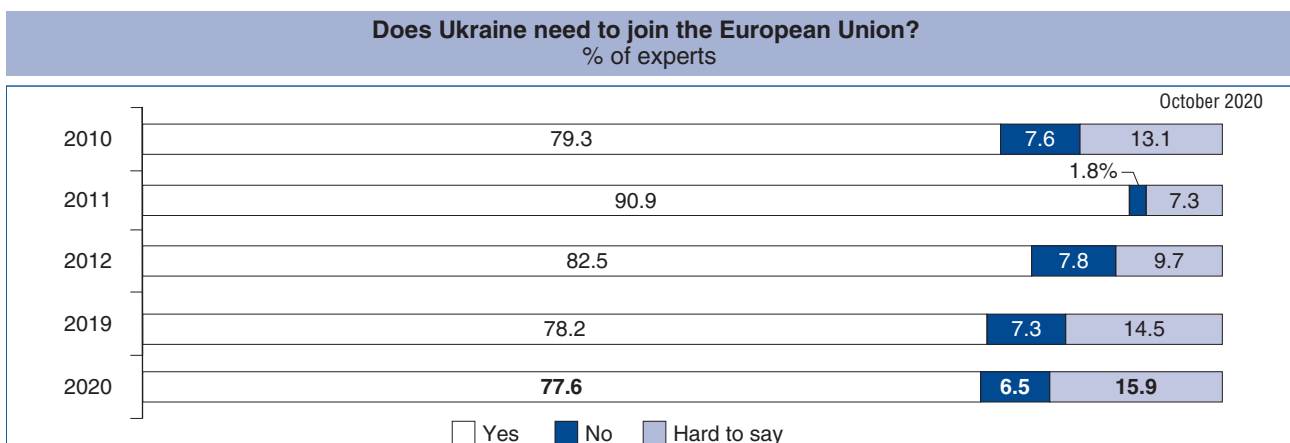 Does Ukraine need to join the European Union?
% of experts
October 2020
2010 79.3 7.6 13.1
1.8%
2011 90.9 7.3
2012 82.5 7.8 9.7
2019 78.2 7.3 14.5
2020 77.6 6.5 15.9
Yes No Hard to say